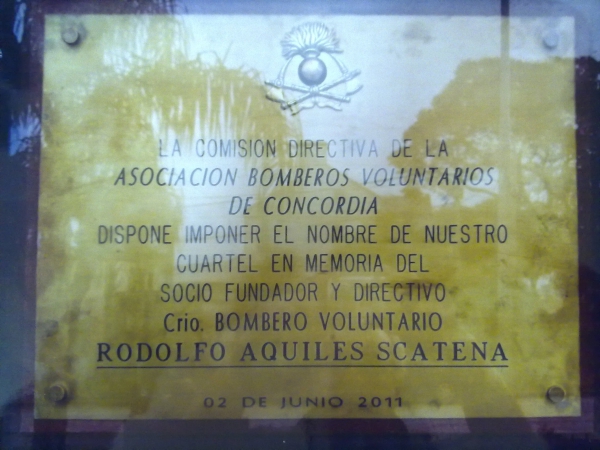 LA COMISION DIRECTIVA DE LA
ASOCIACION BOMBEROS VOLUNTARIOS
DE CONCORDIA
DISPONE IMPONER EL NOMBRE DE NUESTRO
CUARTEL EN MEMORIA DEL
SOCIO FUNDADOR Y DIRECTIVO
Crio. BOMBERO VOLUNTARIO
RODOLFO AQUILES SCATENA
02 DE JUNIO 2011